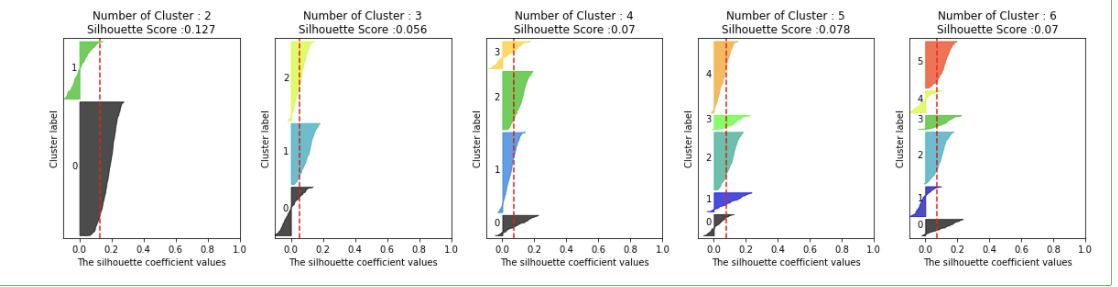 Number of Cluster : 2
Silhouette Score :0.127
Cluster label
1
0
0.0 0.2 0.4 0.6 0.8 1.0
The silhouette coefficient values
Number of Cluster : 3
Silhouette Score :0.056
Cluster label
2
1
0
0.0 0.2 0.4 0.6 0.8 1.0
The silhouette coefficient values
Number of Cluster : 4
Silhouette Score :0.07
Cluster label
3
2
1
0
0.0 0.2 0.4 0.6 0.8 1.0
The silhouette coefficient values
Number of Cluster : 5
Silhouette Score :0.078
Cluster label
4
3
2
1
0
0.0 0.2 0.4 0.6 0.8 1.0
The silhouette coefficient values
Number of Cluster : 6
Silhouette Score :0.07
Cluster label
5
4
3
2
1
0
0.0 0.2 0.4 0.6 0.8 1.0
The silhouette coefficient values